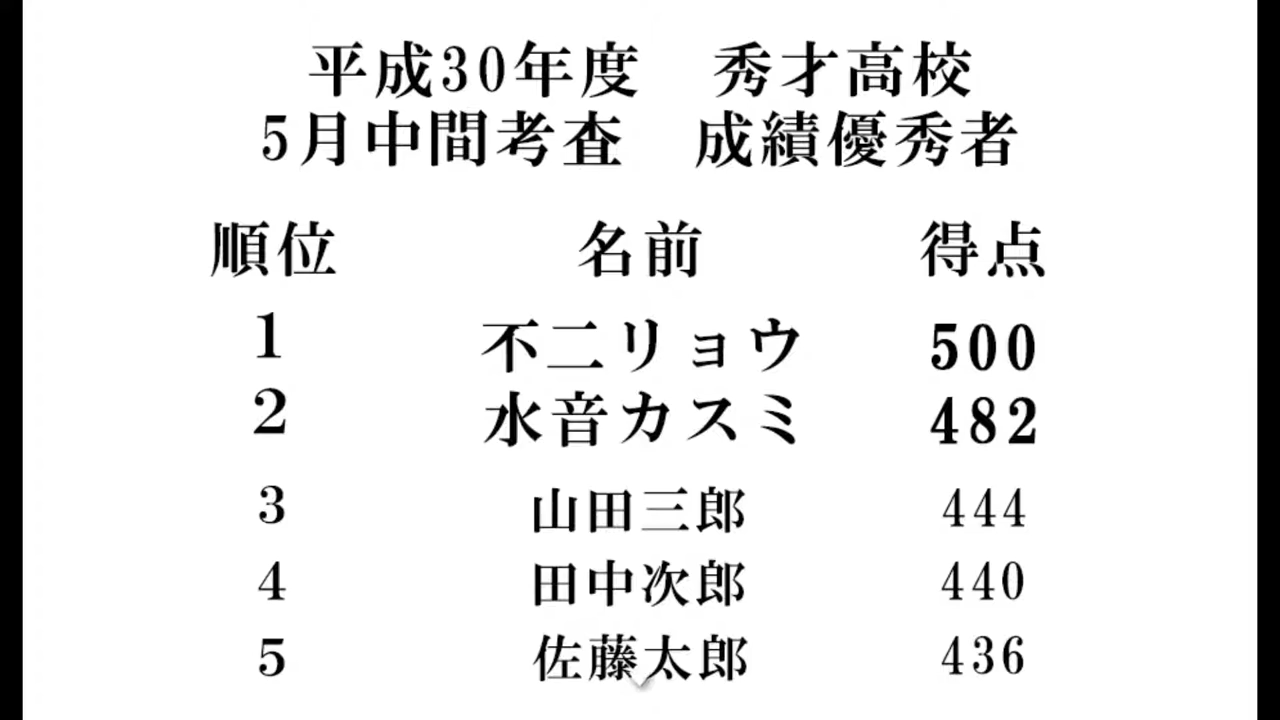 平成30年度　秀才高校
5月中間考査　成績優秀者
順位　名前　得点
1　不二リョウ　500
2　水音カスミ　482
3　山田三郎　444
4　田中次郎　440
5　佐藤太郎　436